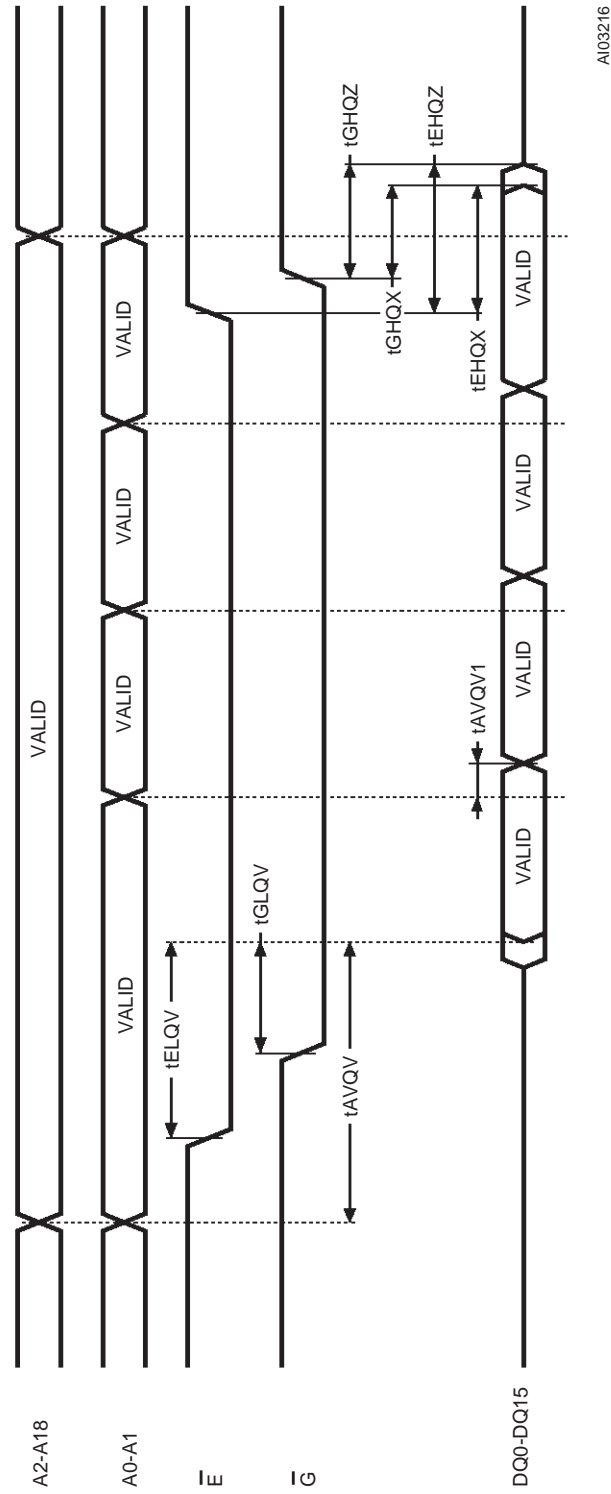 A2-A18
VALID
A0-A1
VALID
VALID
VALID
VALID
E
tELQV
G
tGLQV
tAVQV
tGHQZ
tGHQX
tEHQZ
tEHQX
tAVQV1
DQ0-DQ15
VALID
VALID
VALID
VALID
AI03216